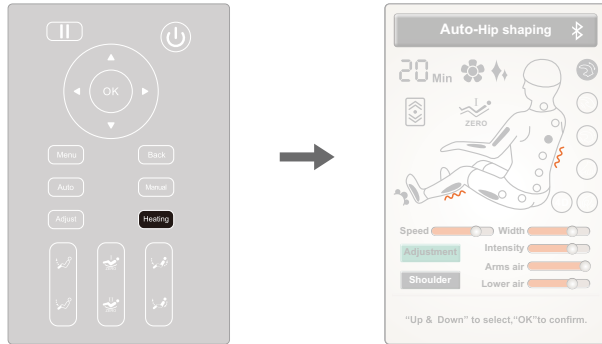 OK
Menu
Back
Auto
Manual
Adjust
Heating
Auto-Hip shaping
20 Min
ZERO
Speed
Width
Adjustment
Intensity
Arms air
Shoulder
Lower air
“Up & Down” to select,“OK”to confirm.